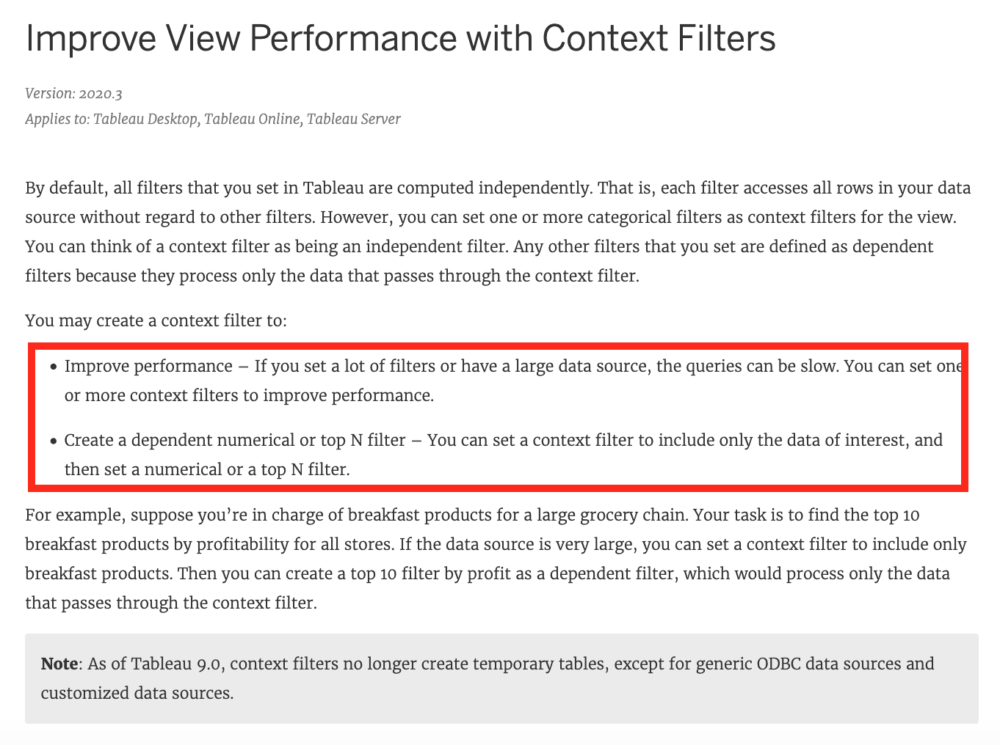 Improve View Performance with Context Filters
Version: 2020.3
Applies to: Tableau Desktop, Tableau Online, Tableau Server
By default, all filters that you set in Tableau are computed independently. That is, each filter accesses all rows in your data
source without regard to other filters. However, you can set one or more categorical filters as context filters for the view.
You can think of a context filter as being an independent filter. Any other filters that you set are defined as dependent
filters because they process only the data that passes through the context filter.
You may create a context filter to:
• Improve performance – If you set a lot of filters or have a large data source, the queries can be slow. You can set one
or more context filters to improve performance.
• Create a dependent numerical or top N filter – You can set a context filter to include only the data of interest, and
then set a numerical or a top N filter.
For example, suppose you’re in charge of breakfast products for a large grocery chain. Your task is to find the top 10
breakfast products by profitability for all stores. If the data source is very large, you can set a context filter to include only
breakfast products. Then you can create a top 10 filter by profit as a dependent filter, which would process only the data
that passes through the context filter.
Note: As of Tableau 9.0, context filters no longer create temporary tables, except for generic ODBC data sources and
customized data sources.